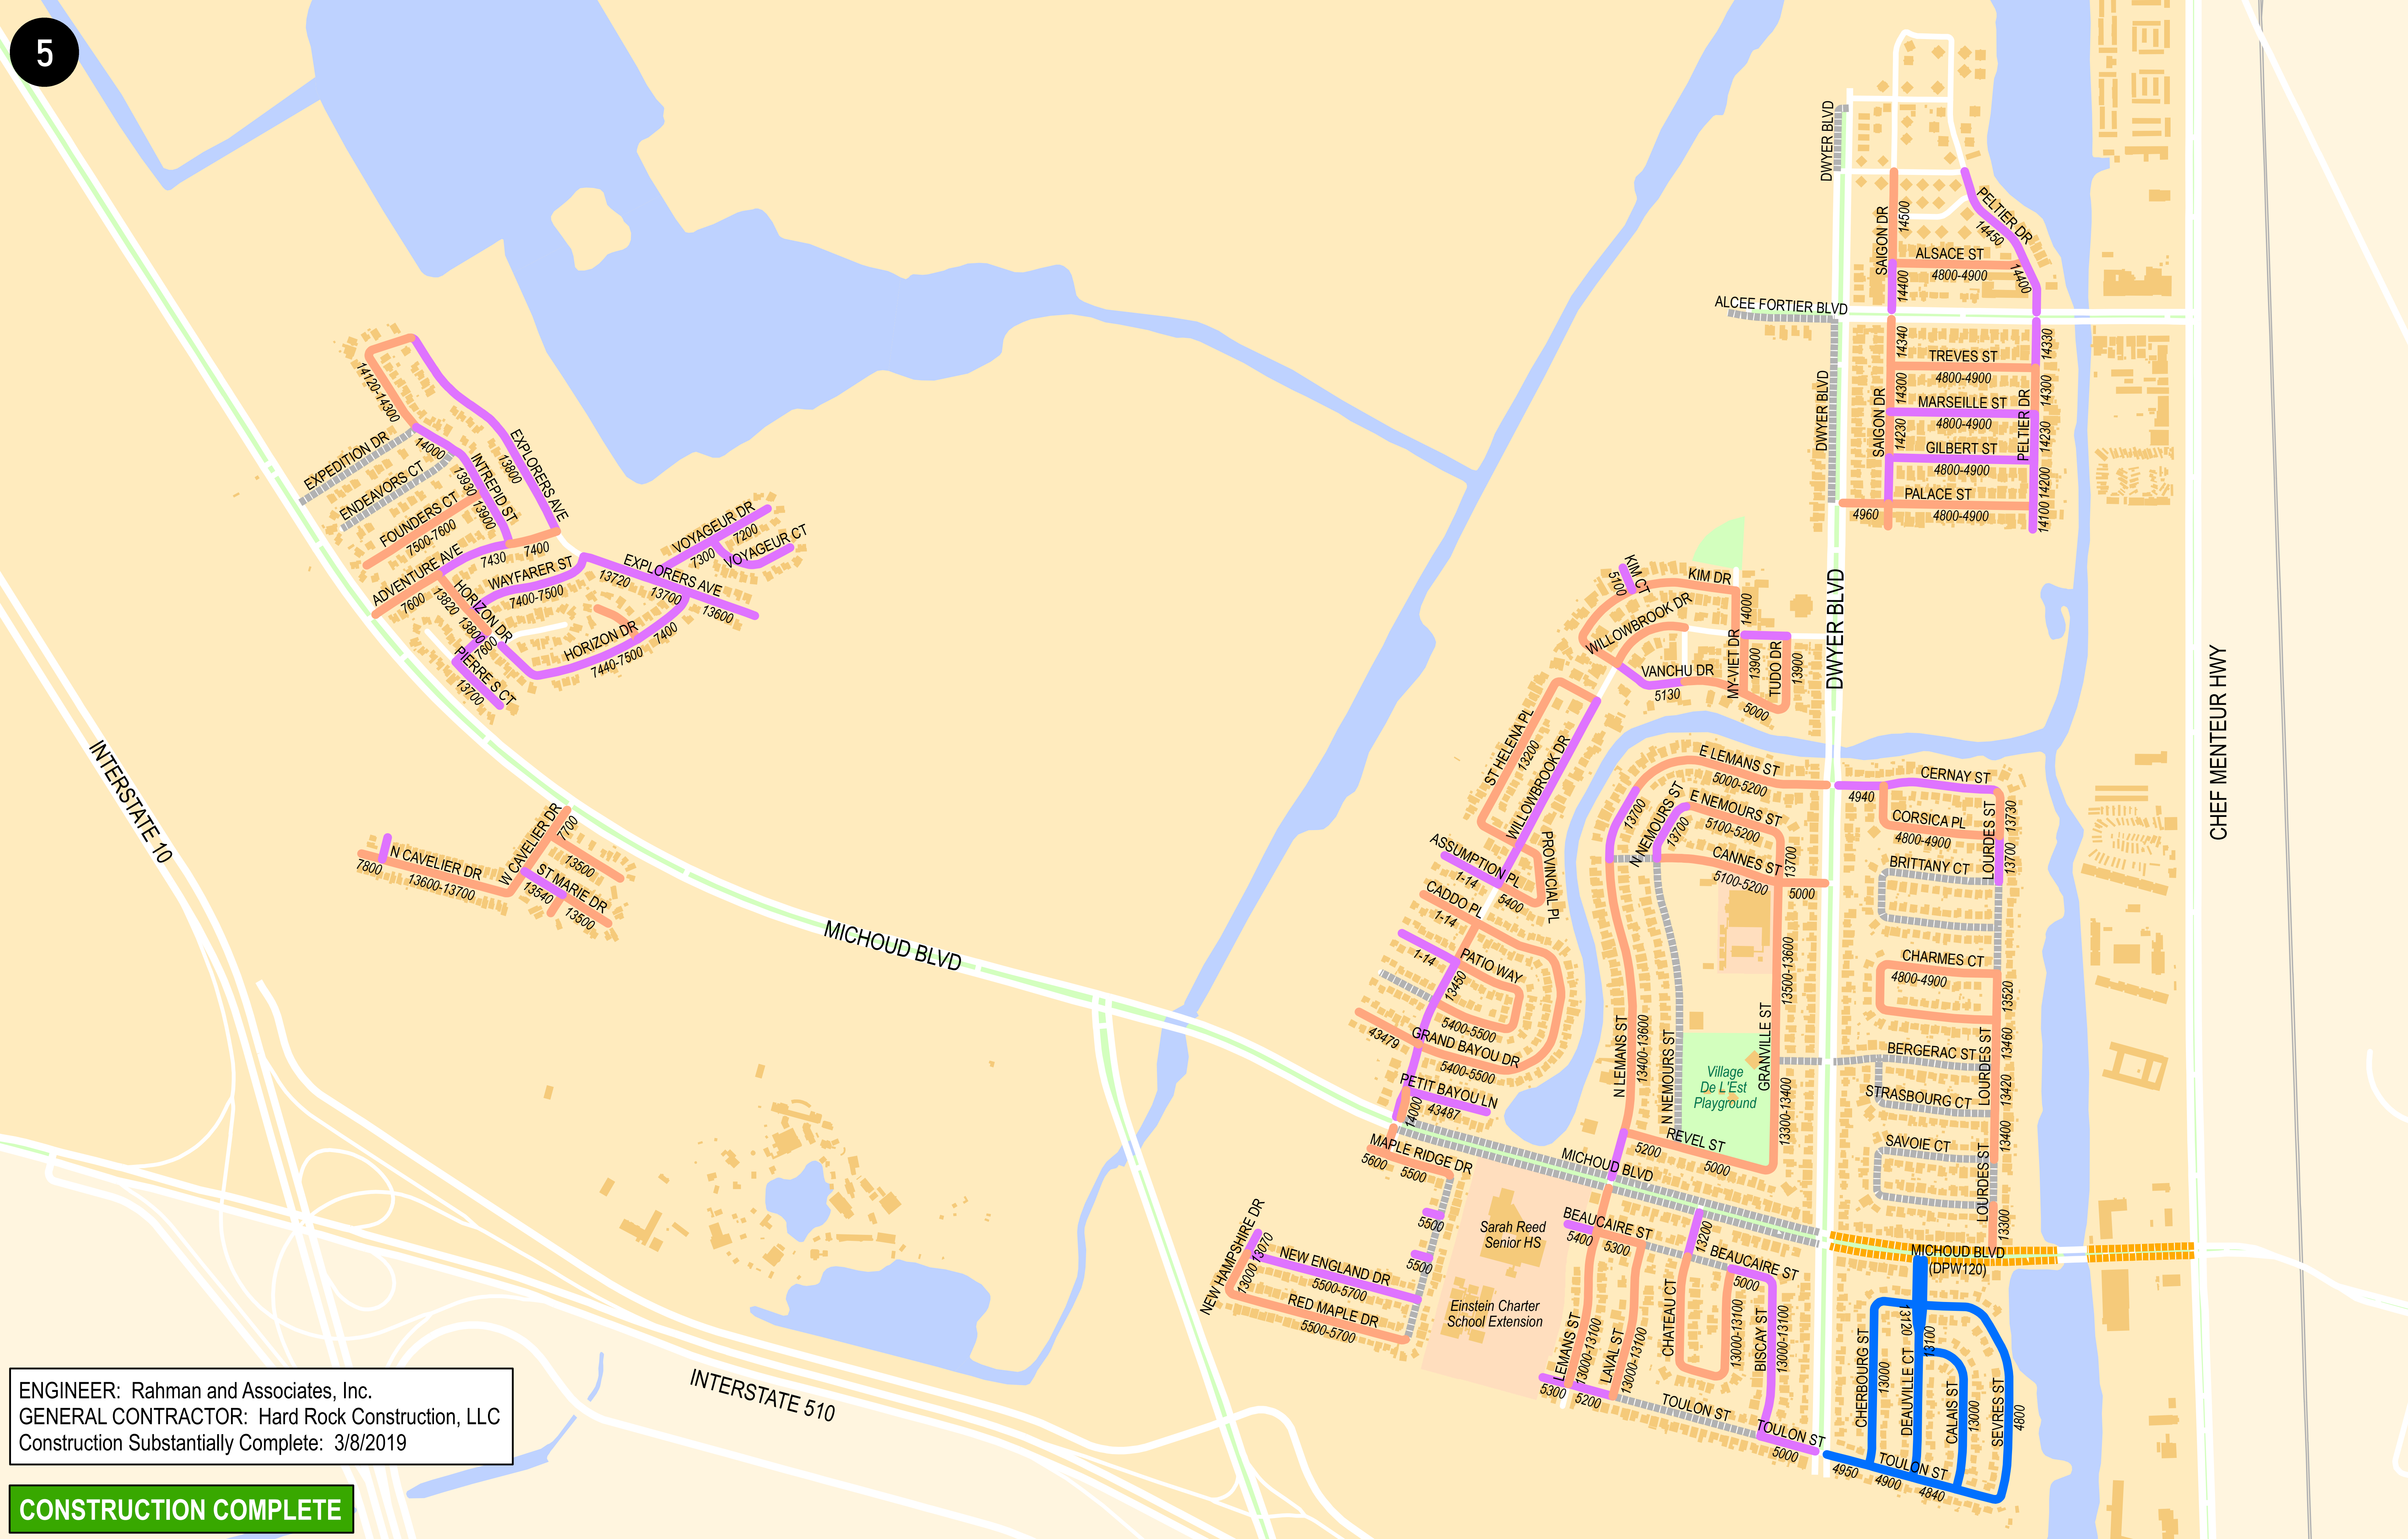 5
DWYER BLVD
SAIGON DR
14500
PELTIER DR
14450
ALSACE ST
4800-4900
14400
14400
ALCEE FORTIER BLVD
14340
14330
TREVES ST
4800-4900
DWYER BLVD
14300
14300
MARSEILLE ST
4800-4900
SAIGON DR
PELTIER DR
14230
14230
GILBERT ST
4800-4900
14200
PALACE ST
4960
4800-4900
14100
14120-14300
EXPEDITION DR
14000
ENDEAVORS CT
13930
INTREPID ST
EXPLORERS AVE
13800
FOUNDERS CT
7500-7600
13900
ADVENTURE AVE
7430
7400
7600
VOYAGEUR DR
7200
7300
VOYAGEUR CT
WAYFARER ST
7400-7500
EXPLORERS AVE
13720
13700
13600
HORIZON DR
13820
13800
7600
HORIZON DR
7400
7440-7500
PIERRE S CT
13700
KIM CT
5100
KIM DR
14000
WILLOWBROOK DR
VANCHU DR
5130
MY-VIET DR
13900
TUDO DR
13900
5000
DWYER BLVD
CHEF MENTEUR HWY
INTERSTATE 10
ST HELENA PL
13200
WILLOWBROOK DR
E LEMANS ST
5000-5200
13700
N NEMOURS ST
13700
E NEMOURS ST
5100-5200
13700
CANNES ST
5100-5200
5000
CERNAY ST
4940
CORSICA PL
4800-4900
LOURDES ST
13730
13700
BRITTANY CT
W CAVELIER DR
7700
13500
N CAVELIER DR
7800
13600-13700
ST MARIE DR
13540
13500
ASSUMPTION PL
1-14
PROVINCIAL PL
5400
CADDO PL
1-14
PATIO WAY
1-14
13450
5400-5500
43479
GRAND BAYOU DR
5400-5500
PETIT BAYOU LN
43487
14000
MICHOUD BLVD
CHARMES CT
4800-4900
13520
13500-13600
N LEMANS ST
13400-13600
N NEMOURS ST
GRANVILLE ST
13300-13400
Village
De L'Est
Playground
BERGERAC ST
LOURDES ST
13460
STRASBOURG CT
13420
13400
SAVOIE CT
LOURDES ST
13300
REVEL ST
5200
5000
MAPLE RIDGE DR
5600
5500
MICHOUD BLVD
5500
5500
Sarah Reed
Senior HS
Einstein Charter
School Extension
NEW HAMPSHIRE DR
13070
13000
NEW ENGLAND DR
5500-5700
RED MAPLE DR
5500-5700
BEAUCAIRE ST
5400
5300
13200
BEAUCAIRE ST
5000
LEMANS ST
13000-13100
LAVAL ST
13000-13100
CHATEAU CT
13000-13100
BISCAY ST
13000-13100
5300
5200
TOULON ST
TOULON ST
5000
MICHOUD BLVD
(DPW120)
CHERBOURG ST
13000
13120
DEAUVILLE CT
13100
CALAIS ST
13000
SEVRES ST
4800
TOULON ST
4950
4900
4840
INTERSTATE 510
ENGINEER: Rahman and Associates, Inc.
GENERAL CONTRACTOR: Hard Rock Construction, LLC
Construction Substantially Complete: 3/8/2019
CONSTRUCTION COMPLETE